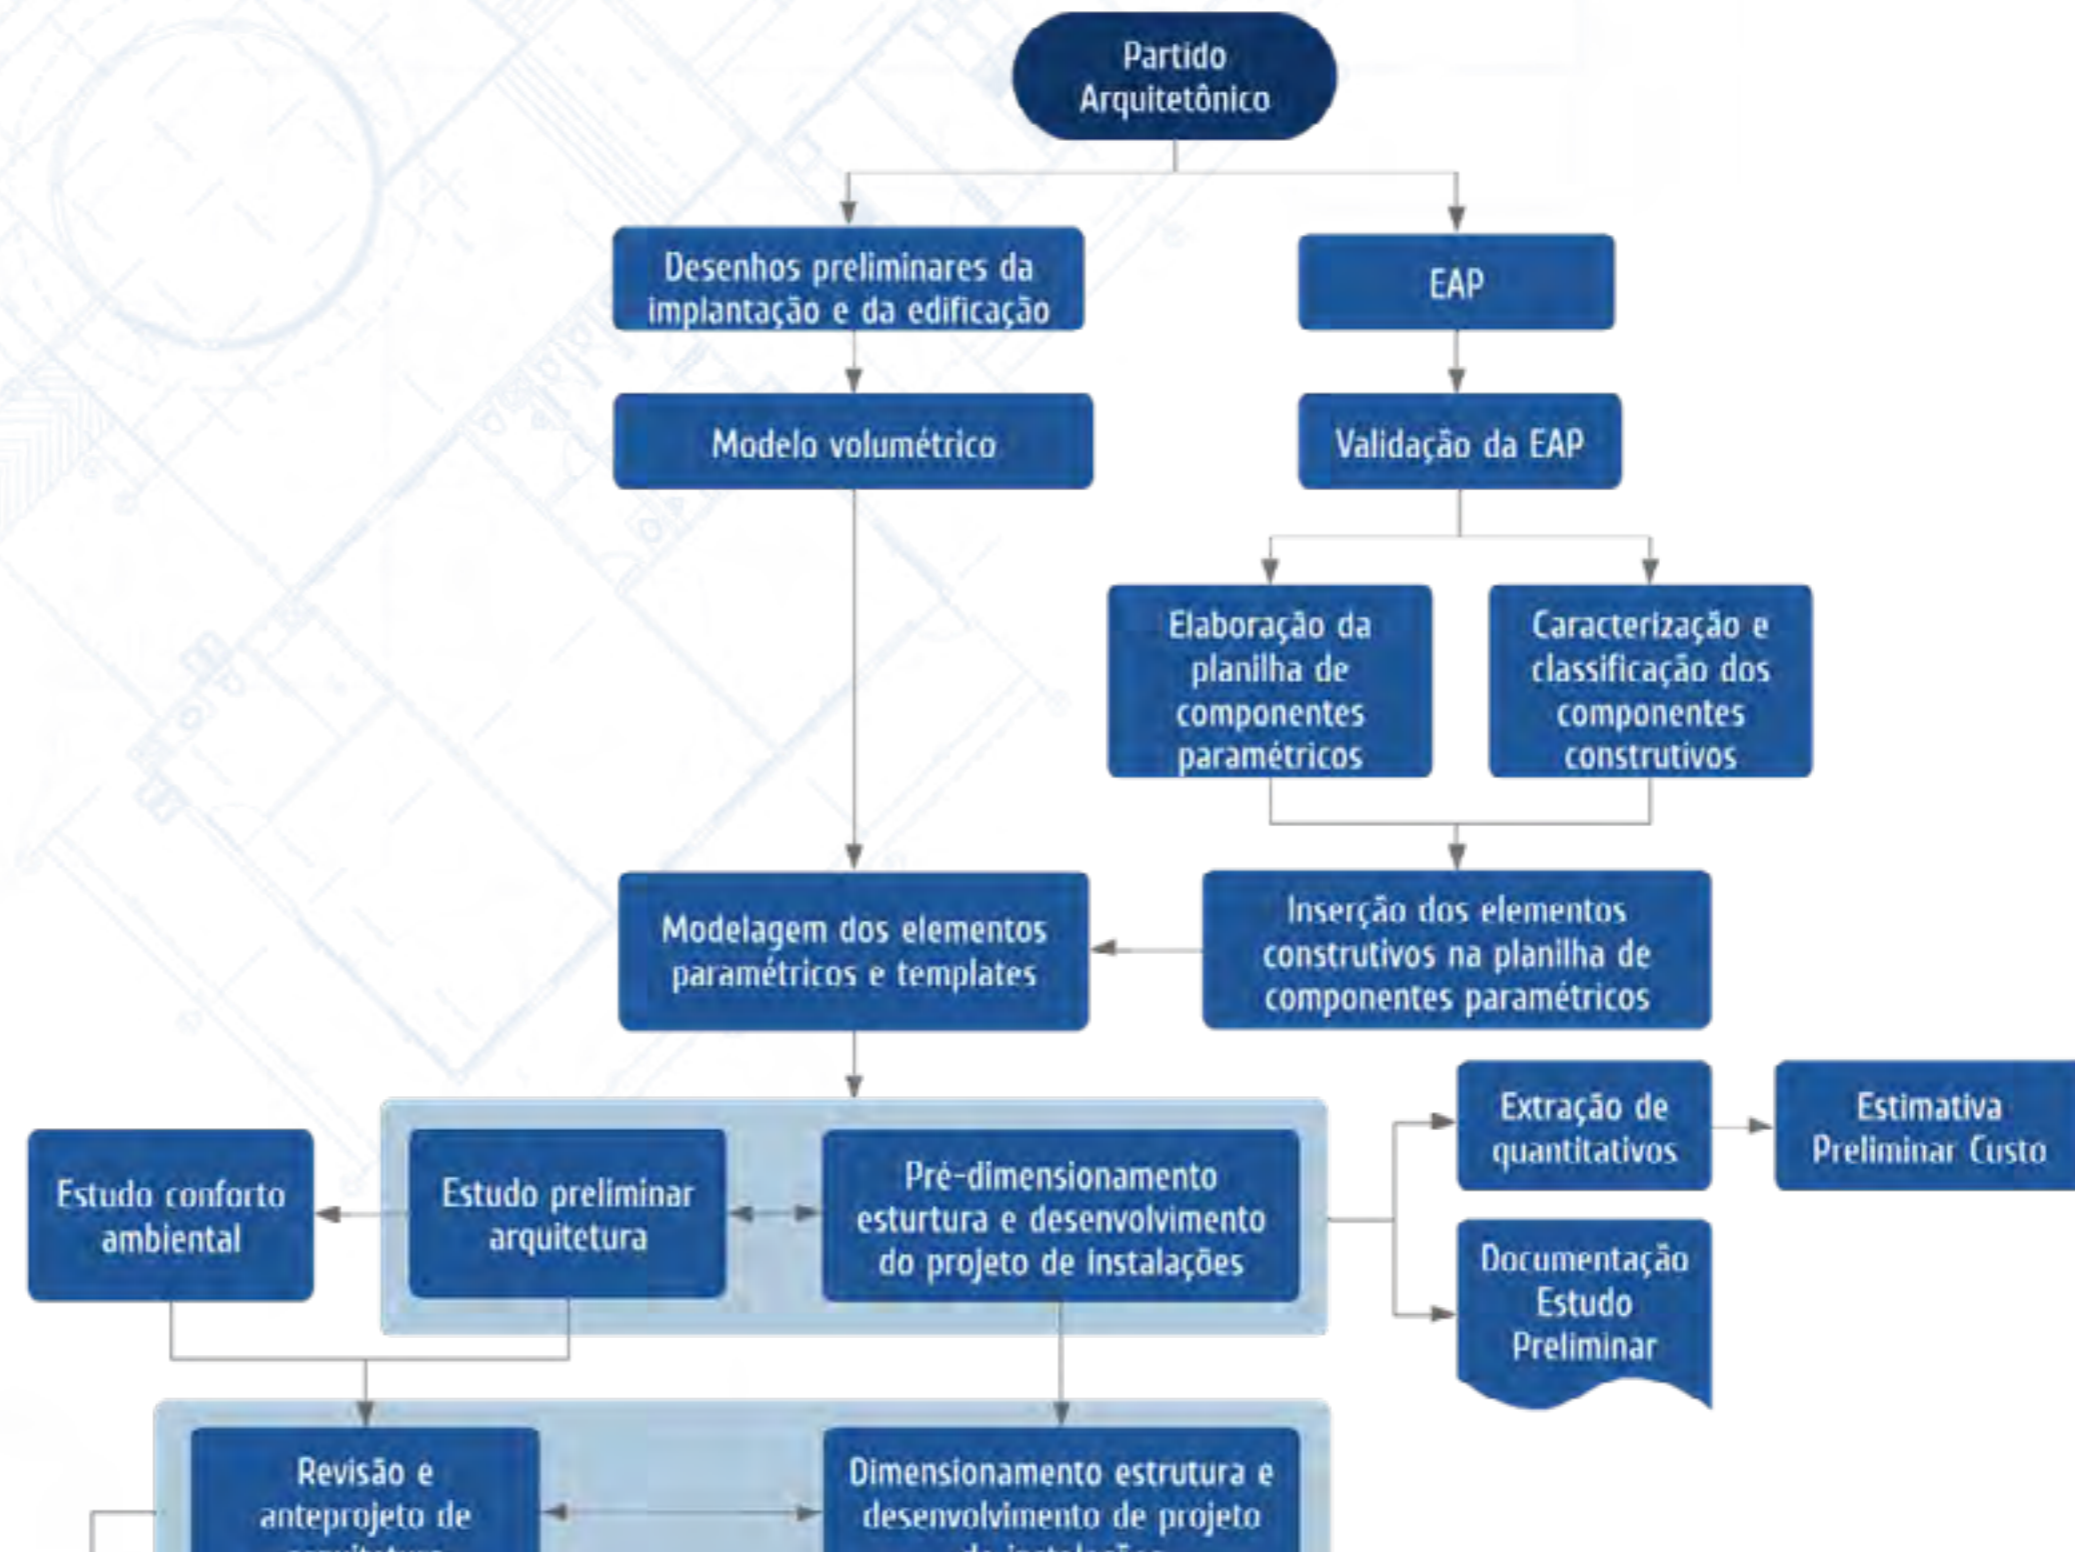 Partido
Arquitetônico
Desenhos preliminares da
implantação e da edificação
EAP
Modelo volumétrico
Validação da EAP
Elaboração da
planilha de
componentes
paramétricos
Caracterização e
classificação dos
componentes
construtivos
Modelagem dos elementos
paramétricos e templates
Inserção dos elementos
construtivos na planilha de
componentes paramétricos
Extração de
quantitativos
Estimativa
Preliminar Custo
Estudo conforto
ambiental
Estudo preliminar
arquitetura
Pré-dimensionamento
esturtura e desenvolvimento
do projeto de instalações
Documentação
Estudo
Preliminar
Revisão e
anteprojeto de
Dimensionamento estrutura e
desenvolvimento de projeto